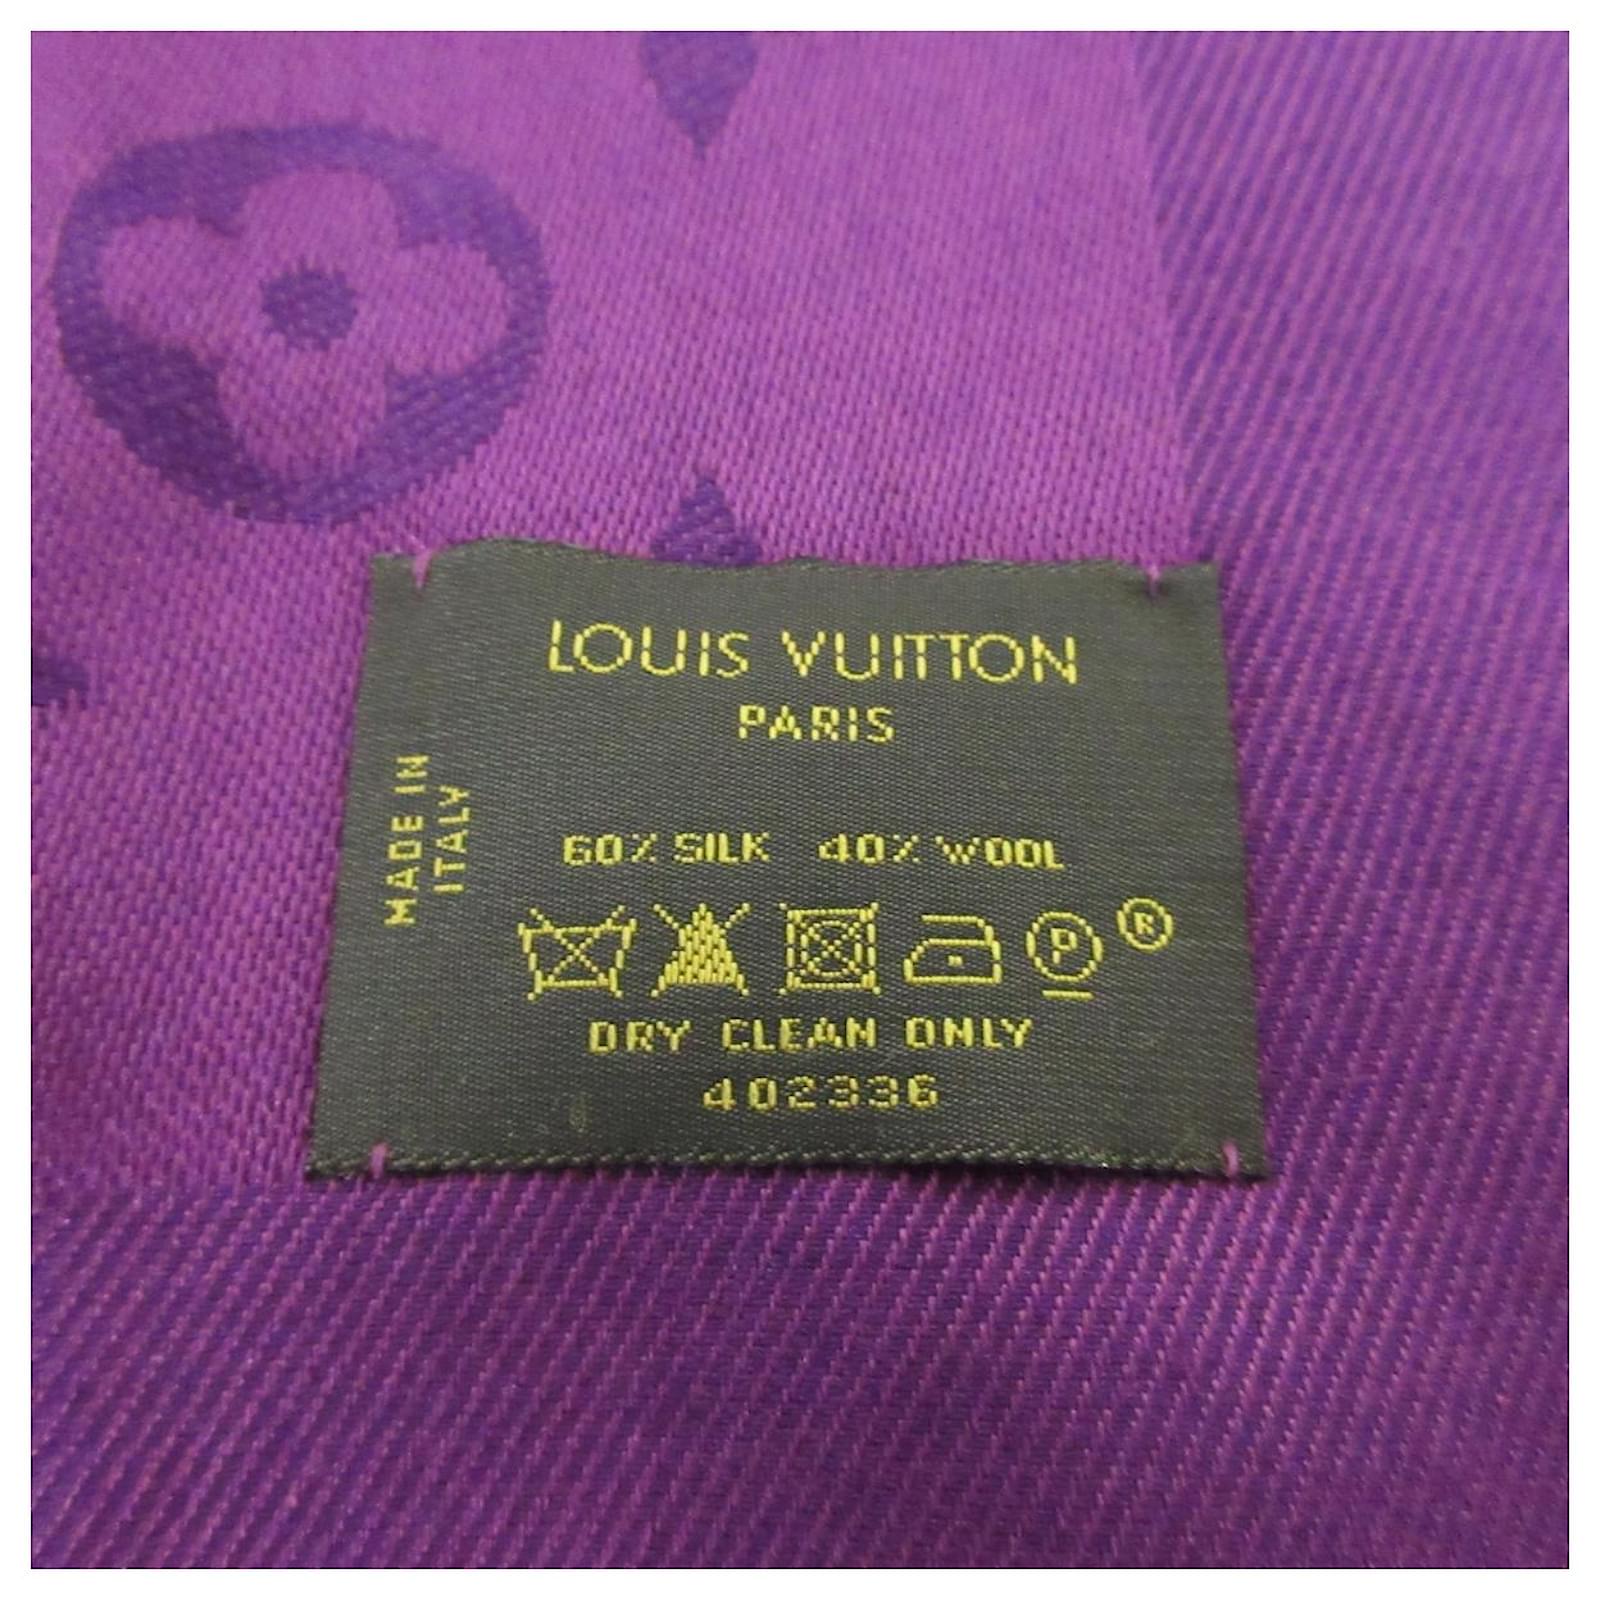 LOUIS VUITTON
PARIS
MADE IN
ITALY
60% SILK 40% WOOL
P ®
DRY CLEAN ONLY
402336